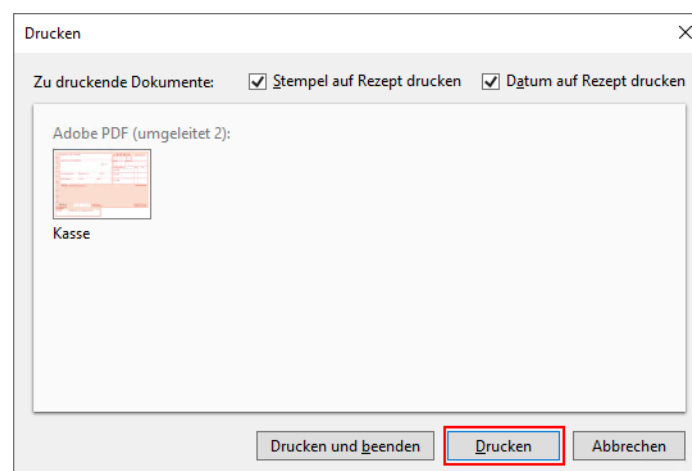 Drucken
Zu druckende Dokumente: Stempel auf Rezept drucken Datum auf Rezept drucken
Adobe PDF (umgeleitet 2):
Kasse
Drucken und beenden Drucken Abbrechen